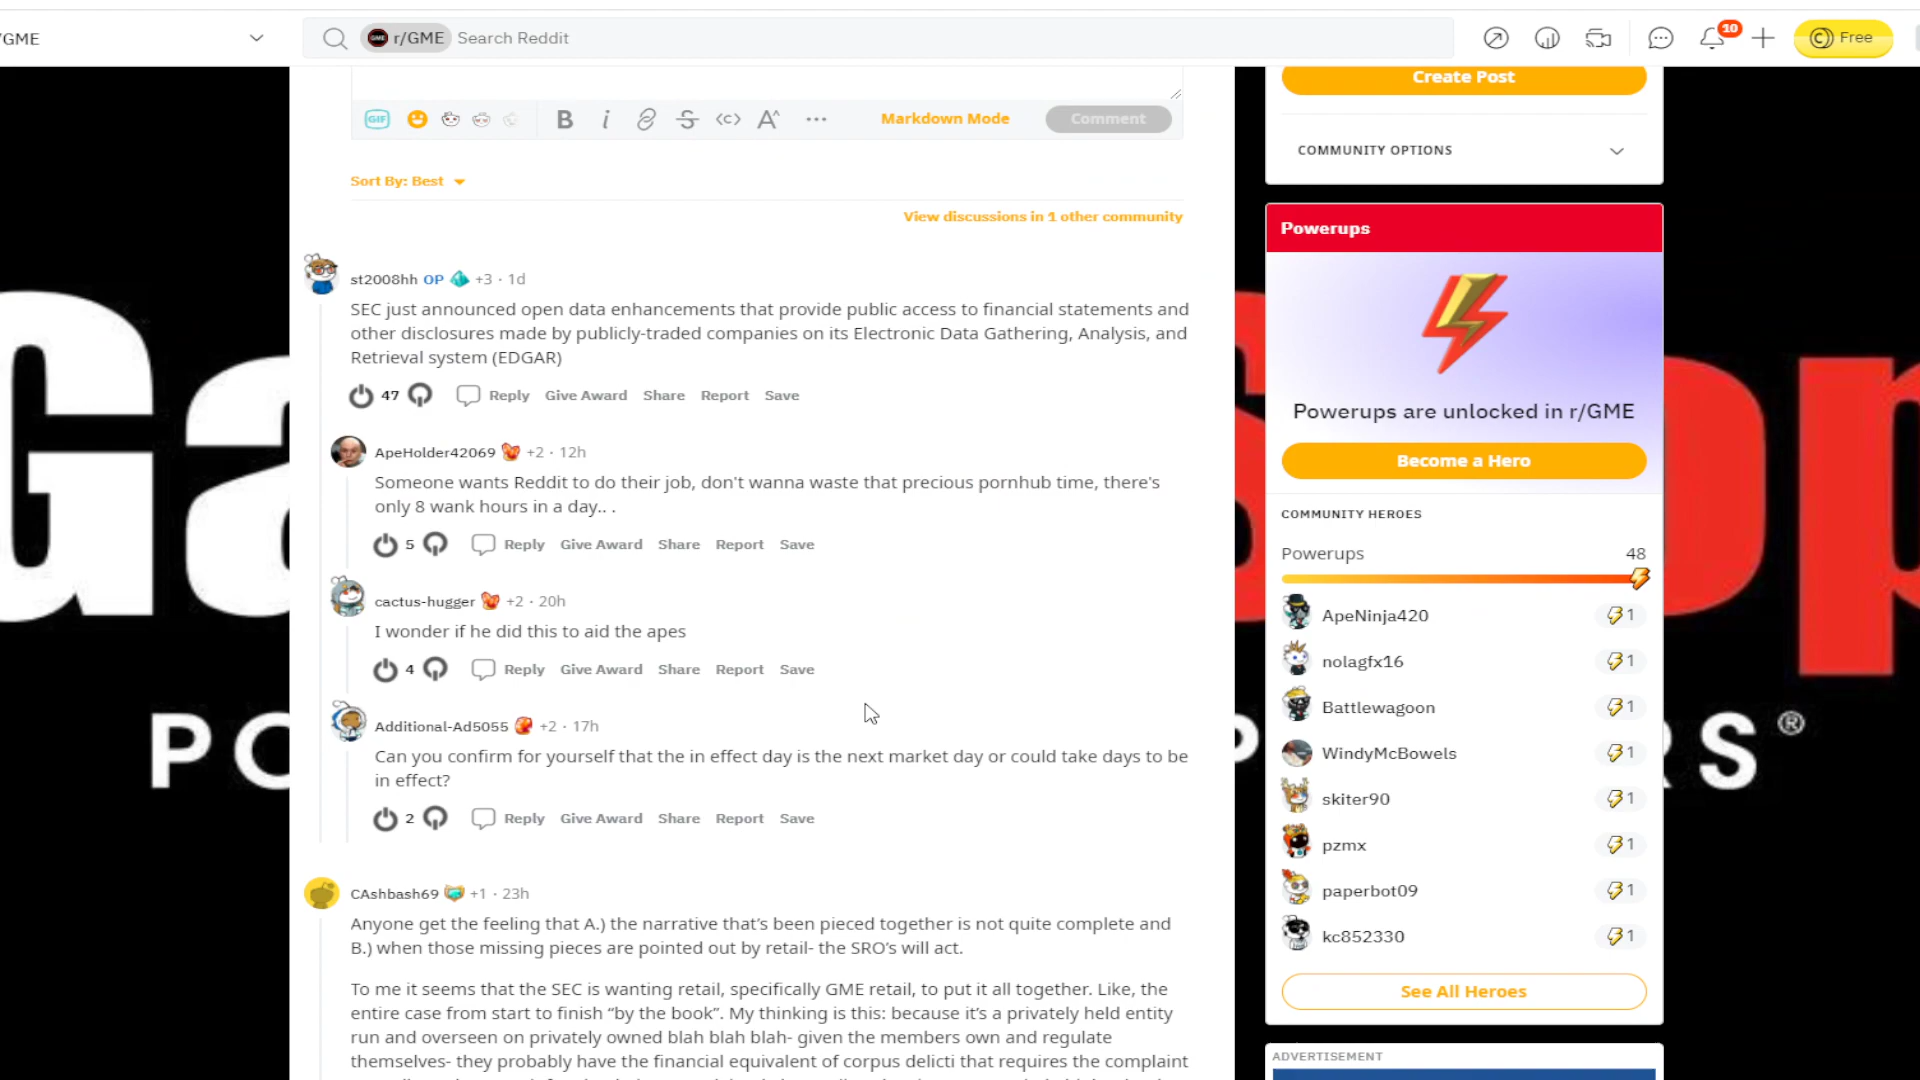 /GME
r/GME Search Reddit
10
Free
Create Post
COMMUNITY OPTIONS
GIF B i S <c> A^ ...
Markdown Mode
Comment
Sort By: Best
View discussions in 1 other community
st2008hh OP +3 · 1d
SEC just announced open data enhancements that provide public access to financial statements and
other disclosures made by publicly-traded companies on its Electronic Data Gathering, Analysis, and
Retrieval system (EDGAR)
47 Reply Give Award Share Report Save
ApeHolder42069 +2 · 12h
Someone wants Reddit to do their job, don't wanna waste that precious pornhub time, there's
only 8 wank hours in a day.. .
5 Reply Give Award Share Report Save
cactus-hugger +2 · 20h
I wonder if he did this to aid the apes
4 Reply Give Award Share Report Save
Additional-Ad5055 +2 · 17h
Can you confirm for yourself that the in effect day is the next market day or could take days to be
in effect?
2 Reply Give Award Share Report Save
CAshbash69 +1 · 23h
Anyone get the feeling that A.) the narrative that's been pieced together is not quite complete and
B.) when those missing pieces are pointed out by retail- the SRO's will act.
To me it seems that the SEC is wanting retail, specifically GME retail, to put it all together. Like, the
entire case from start to finish “by the book”. My thinking is this: because it's a privately held entity
run and overseen on privately owned blah blah blah- given the members own and regulate
themselves- they probably have the financial equivalent of corpus delicti that requires the complaint
Powerups
Powerups are unlocked in r/GME
Become a Hero
COMMUNITY HEROES
Powerups 48
ApeNinja420 1
nolagfx16 1
Battlewagoon 1
WindyMcBowels 1
skiter90 1
pzmx 1
paperbot09 1
kc852330 1
See All Heroes
ADVERTISEMENT
Ga
op
PO
RS®